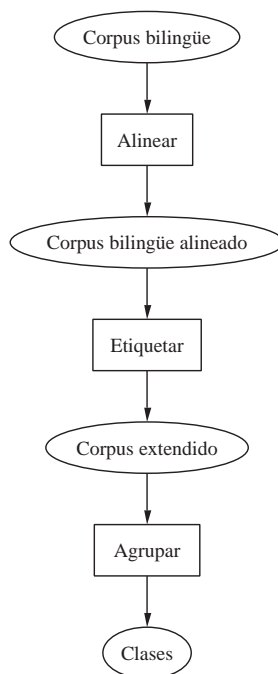 Corpus bilingüe
Alinear
Corpus bilingüe alineado
Etiquetar
Corpus extendido
Agrupar
Clases